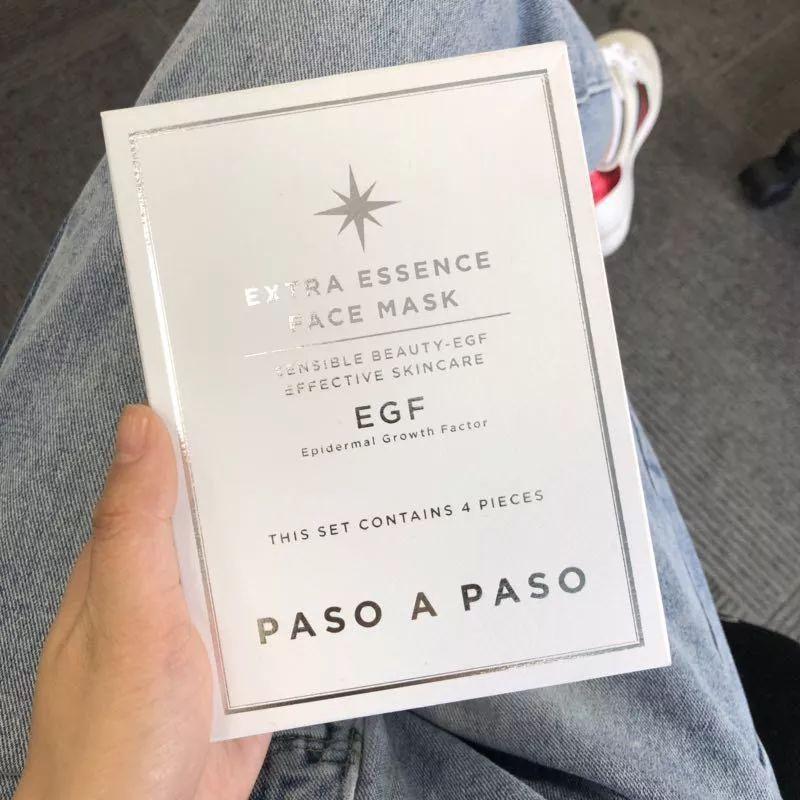 EXTRA ESSENCE
FACE MASK
SENSIBLE BEAUTY-EGF
EFFECTIVE SKINCARE
EGF
Epidermal Growth Factor
THIS SET CONTAINS 4 PIECES
PASO A PASO